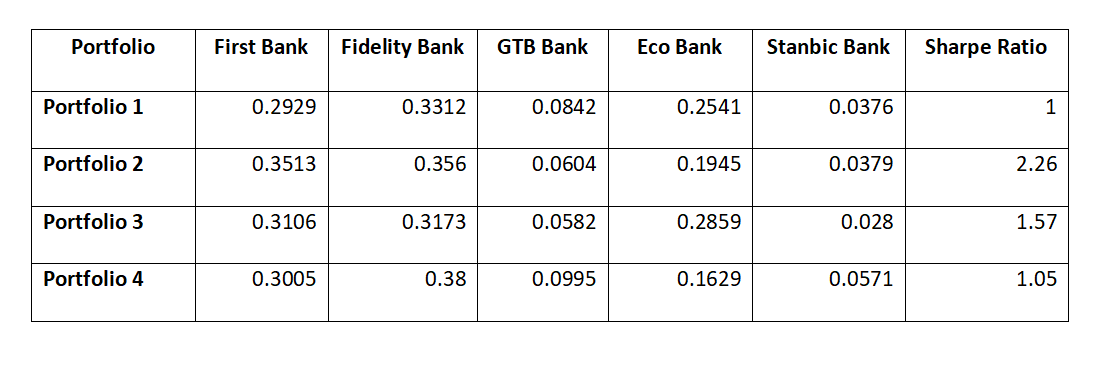 Portfolio First Bank Fidelity Bank GTB Bank Eco Bank Stanbic Bank Sharpe Ratio
Portfolio 1 0.2929 0.3312 0.0842 0.2541 0.0376 1
Portfolio 2 0.3513 0.356 0.0604 0.1945 0.0379 2.26
Portfolio 3 0.3106 0.3173 0.0582 0.2859 0.028 1.57
Portfolio 4 0.3005 0.38 0.0995 0.1629 0.0571 1.05